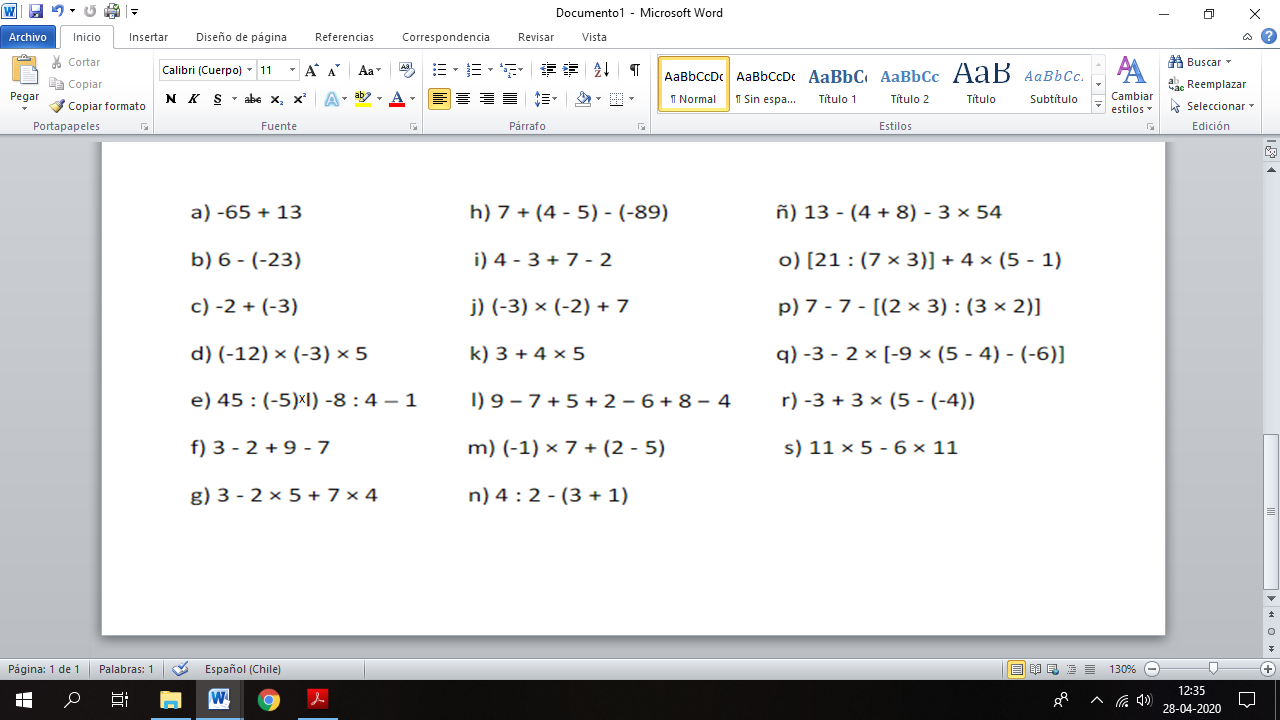 Documento1 - Microsoft Word
Archivo Inicio Insertar Diseño de página Referencias Correspondencia Revisar Vista
Pegar
Cortar
Copiar
Copiar formato
Portapapeles
Calibri (Cuerpo) 11
N K S abc x₂ x² A ab A
Fuente
Párrafo
AaBbCcDc AaBbCcDc AaBbC AaBbCc AaB AaBbCc.
¶ Normal ¶ Sin espa... Título 1 Título 2 Título Subtítulo
Cambiar estilos
Estilos
Buscar
Reemplazar
Seleccionar
Edición
a) -65 + 13
b) 6 - (-23)
c) -2 + (-3)
d) (-12) × (-3) × 5
e) 45 : (-5)×l) -8 : 4 – 1
f) 3 - 2 + 9 - 7
g) 3 - 2 × 5 + 7 × 4
h) 7 + (4 - 5) - (-89)
i) 4 - 3 + 7 - 2
j) (-3) × (-2) + 7
k) 3 + 4 × 5
l) 9 – 7 + 5 + 2 – 6 + 8 – 4
m) (-1) × 7 + (2 - 5)
n) 4 : 2 - (3 + 1)
ñ) 13 - (4 + 8) - 3 × 54
o) [21 : (7 × 3)] + 4 × (5 - 1)
p) 7 - 7 - [(2 × 3) : (3 × 2)]
q) -3 - 2 × [-9 × (5 - 4) - (-6)]
r) -3 + 3 × (5 - (-4))
s) 11 × 5 - 6 × 11
Página: 1 de 1 Palabras: 1 Español (Chile) 130%
12:35
28-04-2020